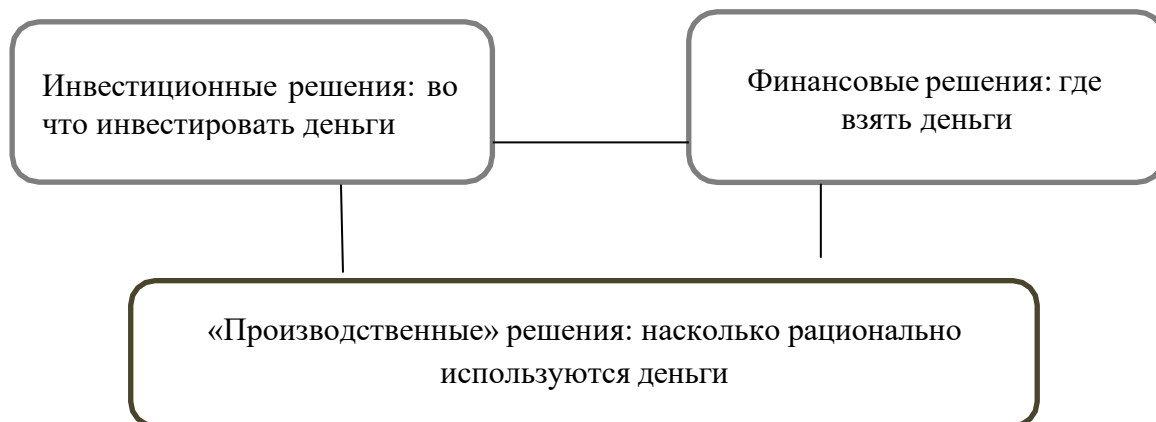 Инвестиционные решения: во
что инвестировать деньги
Финансовые решения: где
взять деньги
«Производственные» решения: насколько рационально
используются деньги